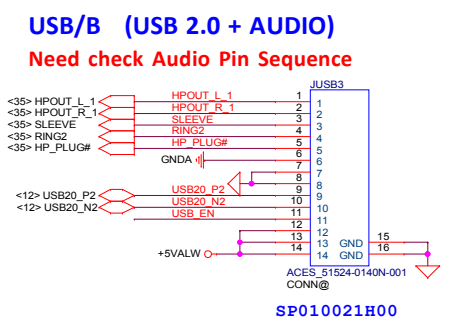 USB/B (USB 2.0 + AUDIO)
Need check Audio Pin Sequence
JUSB3
<35> HPOUT_L_1 HPOUT_L_1 1 1
<35> HPOUT_R_1 HPOUT_R_1 2 2
<35> SLEEVE SLEEVE 3 3
<35> RING2 RING2 4 4
<35> HP_PLUG# HP_PLUG# 5 5
GNDA 6 6
7 7
8 8
<12> USB20_P2 USB20_P2 9 9
<12> USB20_N2 USB20_N2 10 10
USB_EN 11 11
12 12
13 13 GND 15
+5VALW 14 14 GND 16
ACES_51524-0140N-001
CONN@
SP010021H00